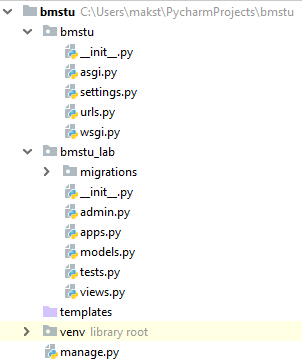 bmstu C:\Users\makst\PycharmProjects\bmstu
bmstu
__init__.py
asgi.py
settings.py
urls.py
wsgi.py
bmstu_lab
migrations
__init__.py
admin.py
apps.py
models.py
tests.py
views.py
templates
venv library root
manage.py